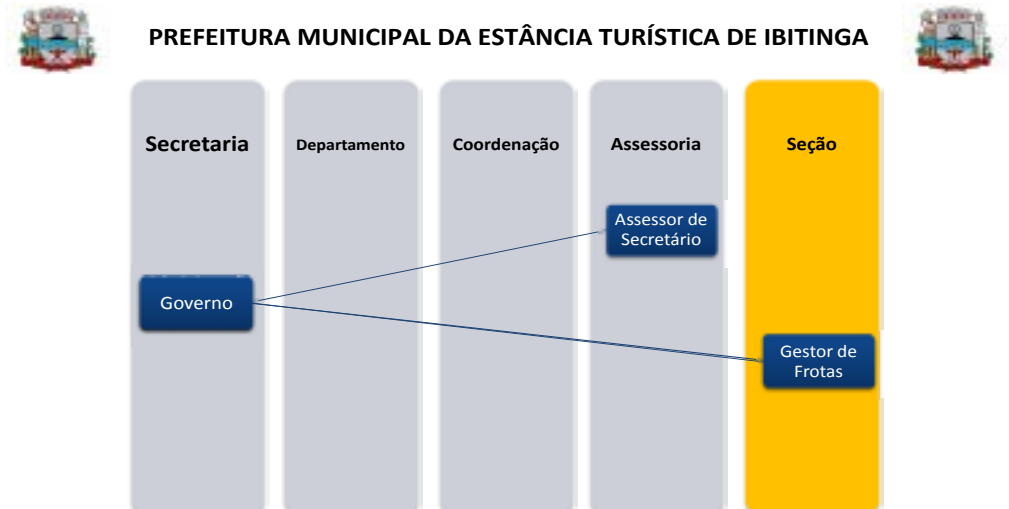 PREFEITURA MUNICIPAL DA ESTÂNCIA TURÍSTICA DE IBITINGA
Secretaria
Departamento
Coordenação
Assessoria
Seção
Assessor de
Secretário
Governo
Gestor de
Frotas